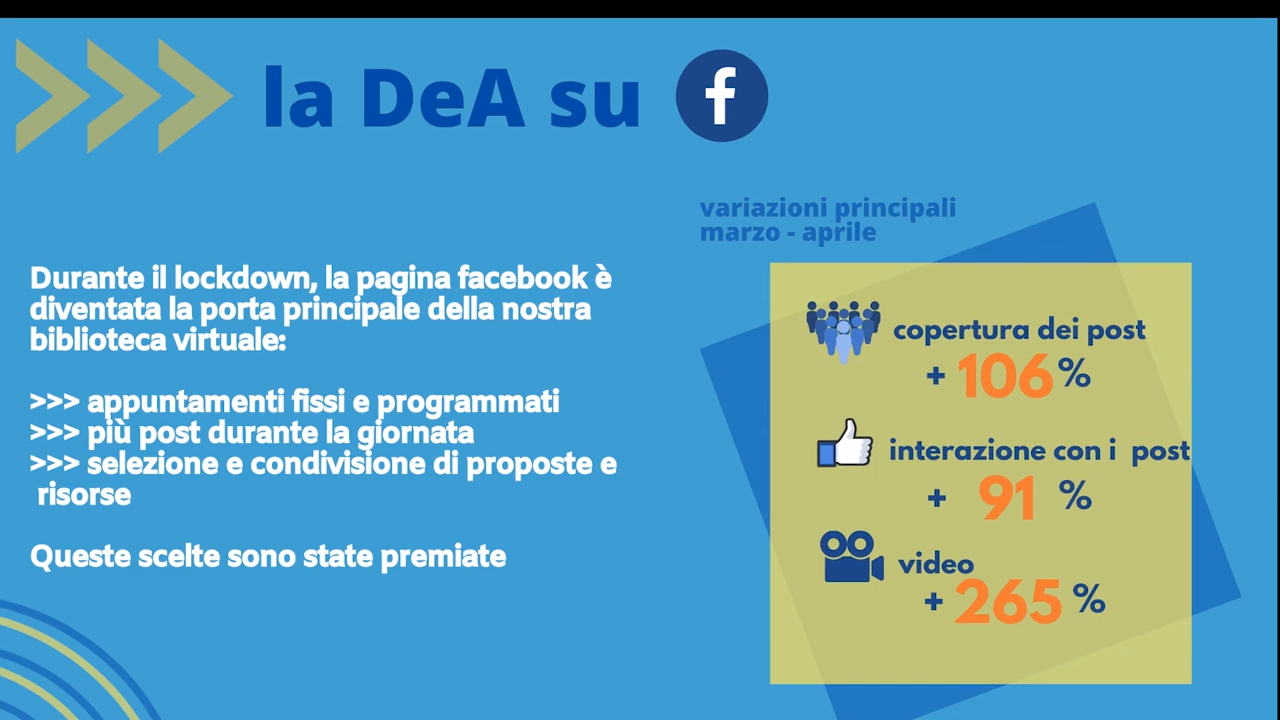 la DeA su f
variazioni principali
marzo - aprile
Durante il lockdown, la pagina facebook è
diventata la porta principale della nostra
biblioteca virtuale:
>>> appuntamenti fissi e programmati
>>> più post durante la giornata
>>> selezione e condivisione di proposte e
risorse
Queste scelte sono state premiate
copertura dei post
+ 106 %
interazione con i post
+ 91 %
video
+ 265 %